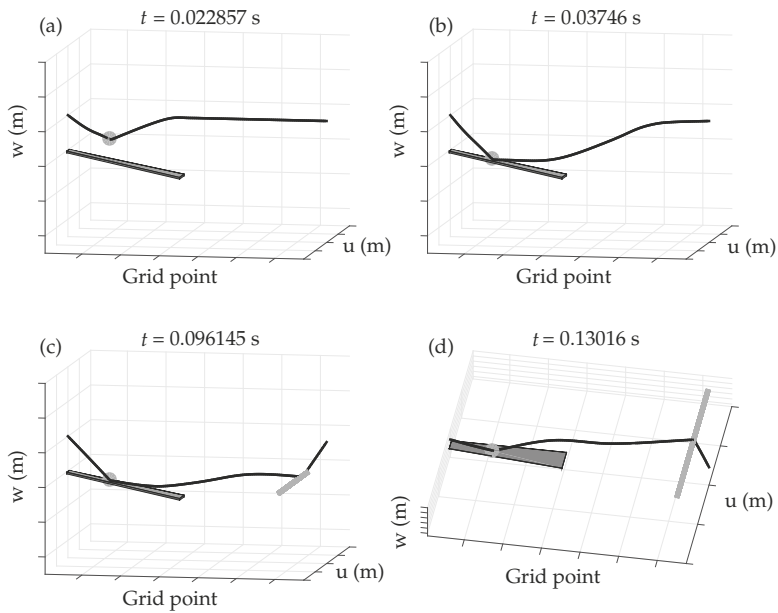 (a) t = 0.022857 s
w (m)
u (m)
Grid point
(b) t = 0.03746 s
w (m)
u (m)
Grid point
(c) t = 0.096145 s
w (m)
u (m)
Grid point
(d) t = 0.13016 s
w (m)
u (m)
Grid point